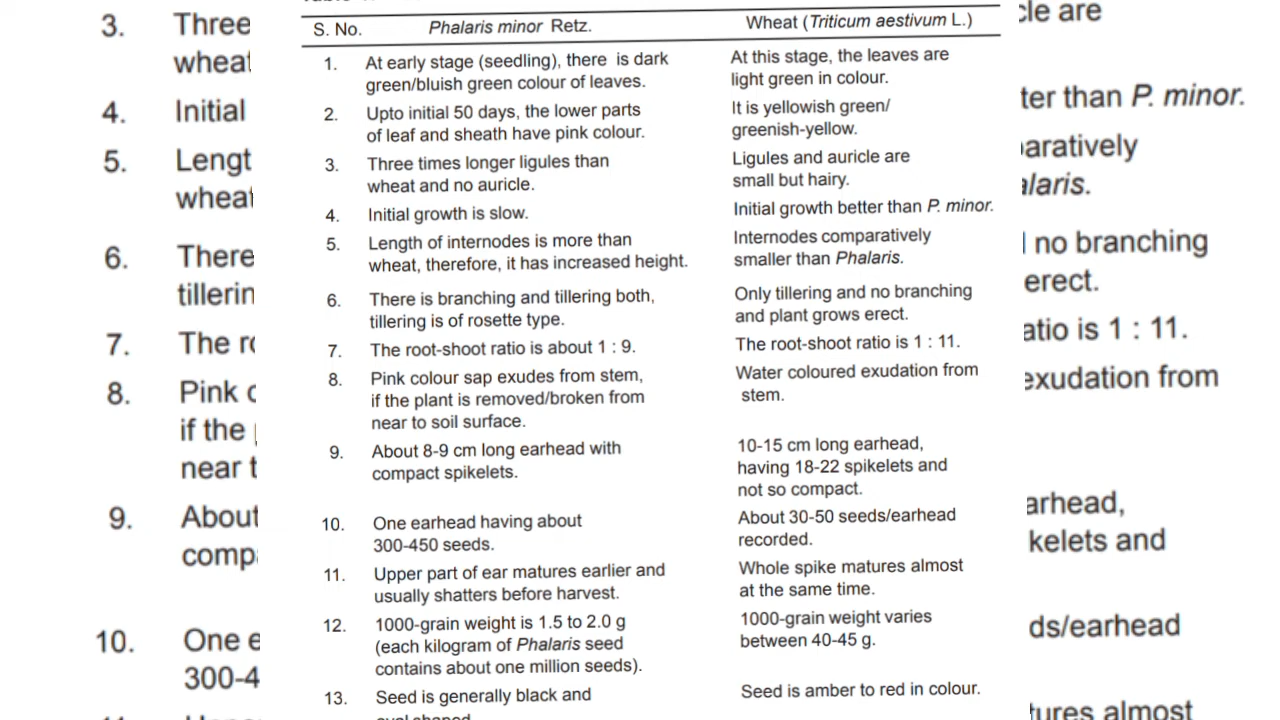 S. No. Phalaris minor Retz. Wheat (Triticum aestivum L.)
1. At early stage (seedling), there is dark At this stage, the leaves are
green/bluish green colour of leaves. light green in colour.
2. Upto initial 50 days, the lower parts It is yellowish green/
of leaf and sheath have pink colour. greenish-yellow.
3. Three times longer ligules than Ligules and auricle are
wheat and no auricle. small but hairy.
4. Initial growth is slow. Initial growth better than P. minor.
5. Length of internodes is more than Internodes comparatively
wheat, therefore, it has increased height. smaller than Phalaris.
6. There is branching and tillering both, Only tillering and no branching
tillering is of rosette type. and plant grows erect.
7. The root-shoot ratio is about 1 : 9. The root-shoot ratio is 1 : 11.
8. Pink colour sap exudes from stem, Water coloured exudation from
if the plant is removed/broken from stem.
near to soil surface.
9. About 8-9 cm long earhead with 10-15 cm long earhead,
compact spikelets. having 18-22 spikelets and
not so compact.
10. One earhead having about About 30-50 seeds/earhead
300-450 seeds. recorded.
11. Upper part of ear matures earlier and Whole spike matures almost
usually shatters before harvest. at the same time.
12. 1000-grain weight is 1.5 to 2.0 g 1000-grain weight varies
(each kilogram of Phalaris seed between 40-45 g.
contains about one million seeds).
13. Seed is generally black and Seed is amber to red in colour.
3. Three
wheat
4. Initial
5. Lengt
wheat
6. There
tillerin
7. The ro
8. Pink c
if the
near t
9. About
comp
10. One e
300-4
cle are
ter than P. minor.
paratively
alaris.
no branching
erect.
atio is 1 : 11.
exudation from
arhead,
kelets and
ds/earhead
tures almost